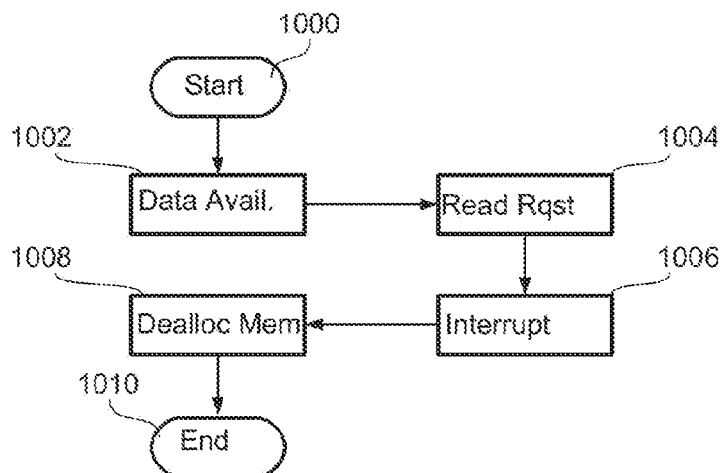 1000
Start
1002
1004
Data Avail.
Read Rqst
1008
1006
Dealloc Mem
Interrupt
1010
End